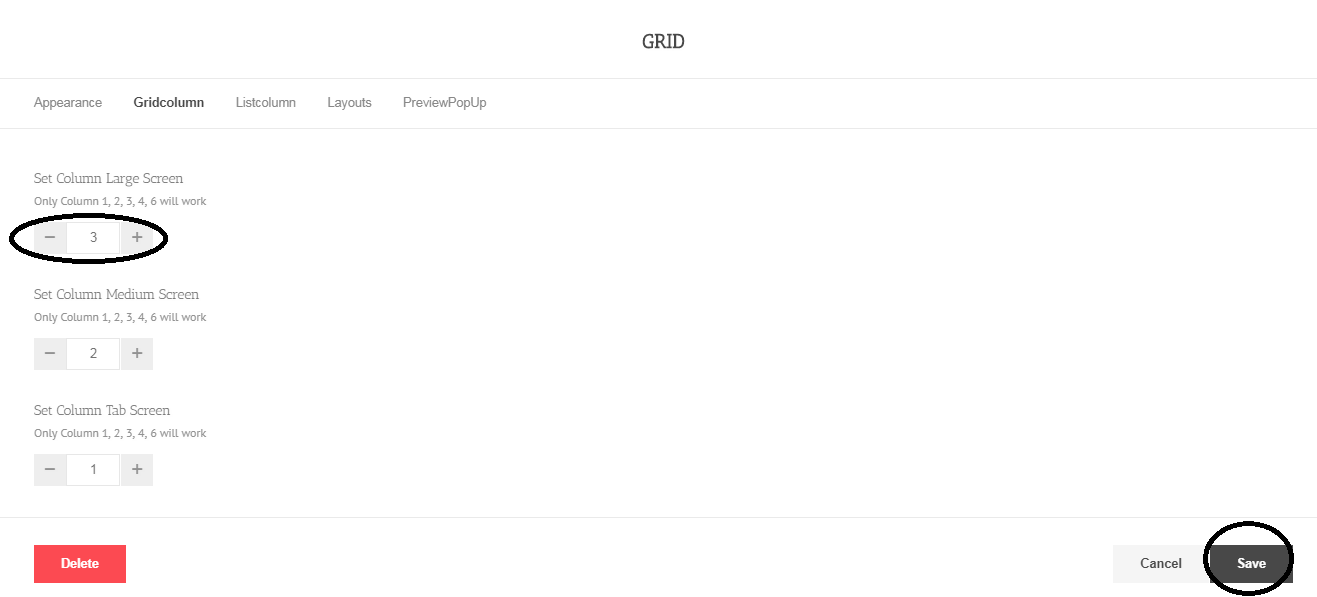 GRID
Appearance Gridcolumn Listcolumn Layouts PreviewPopUp
Set Column Large Screen
Only Column 1, 2, 3, 4, 6 will work
− 3 +
Set Column Medium Screen
Only Column 1, 2, 3, 4, 6 will work
− 2 +
Set Column Tab Screen
Only Column 1, 2, 3, 4, 6 will work
− 1 +
Delete Cancel Save